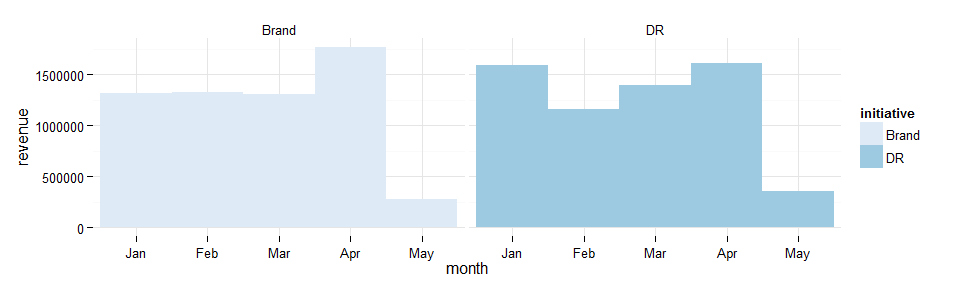 Brand
DR
revenue
1500000
1000000
500000
0
Jan
Feb
Mar
Apr
May
Jan
Feb
Mar
Apr
May
month
initiative
Brand
DR